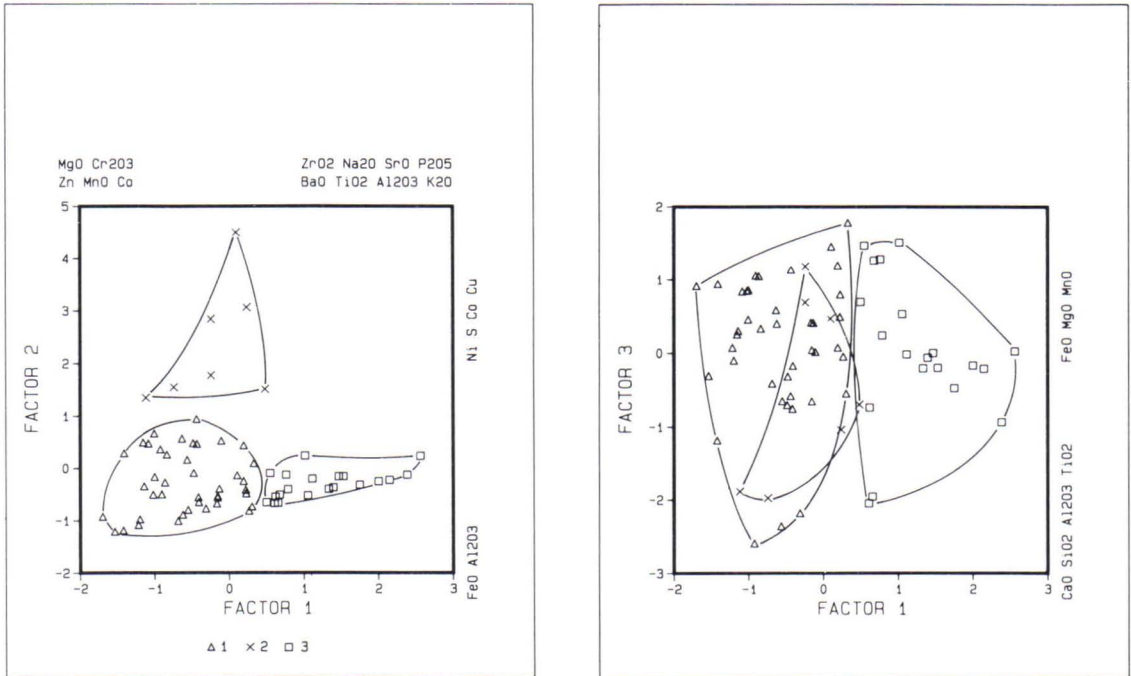 MgO Cr2O3
Zn MnO Co
ZrO2 Na2O SrO P2O5
BaO TiO2 Al2O3 K2O
5
4
3
2
1
0
-1
-2
FACTOR 2
-2
-1
0
1
2
3
FACTOR 1
Ni S Co Cu
FeO Al2O3
1
2
3
2
1
0
-1
-2
-3
FACTOR 3
-2
-1
0
1
2
3
FACTOR 1
FeO MgO MnO
CaO SiO2 Al2O3 TiO2